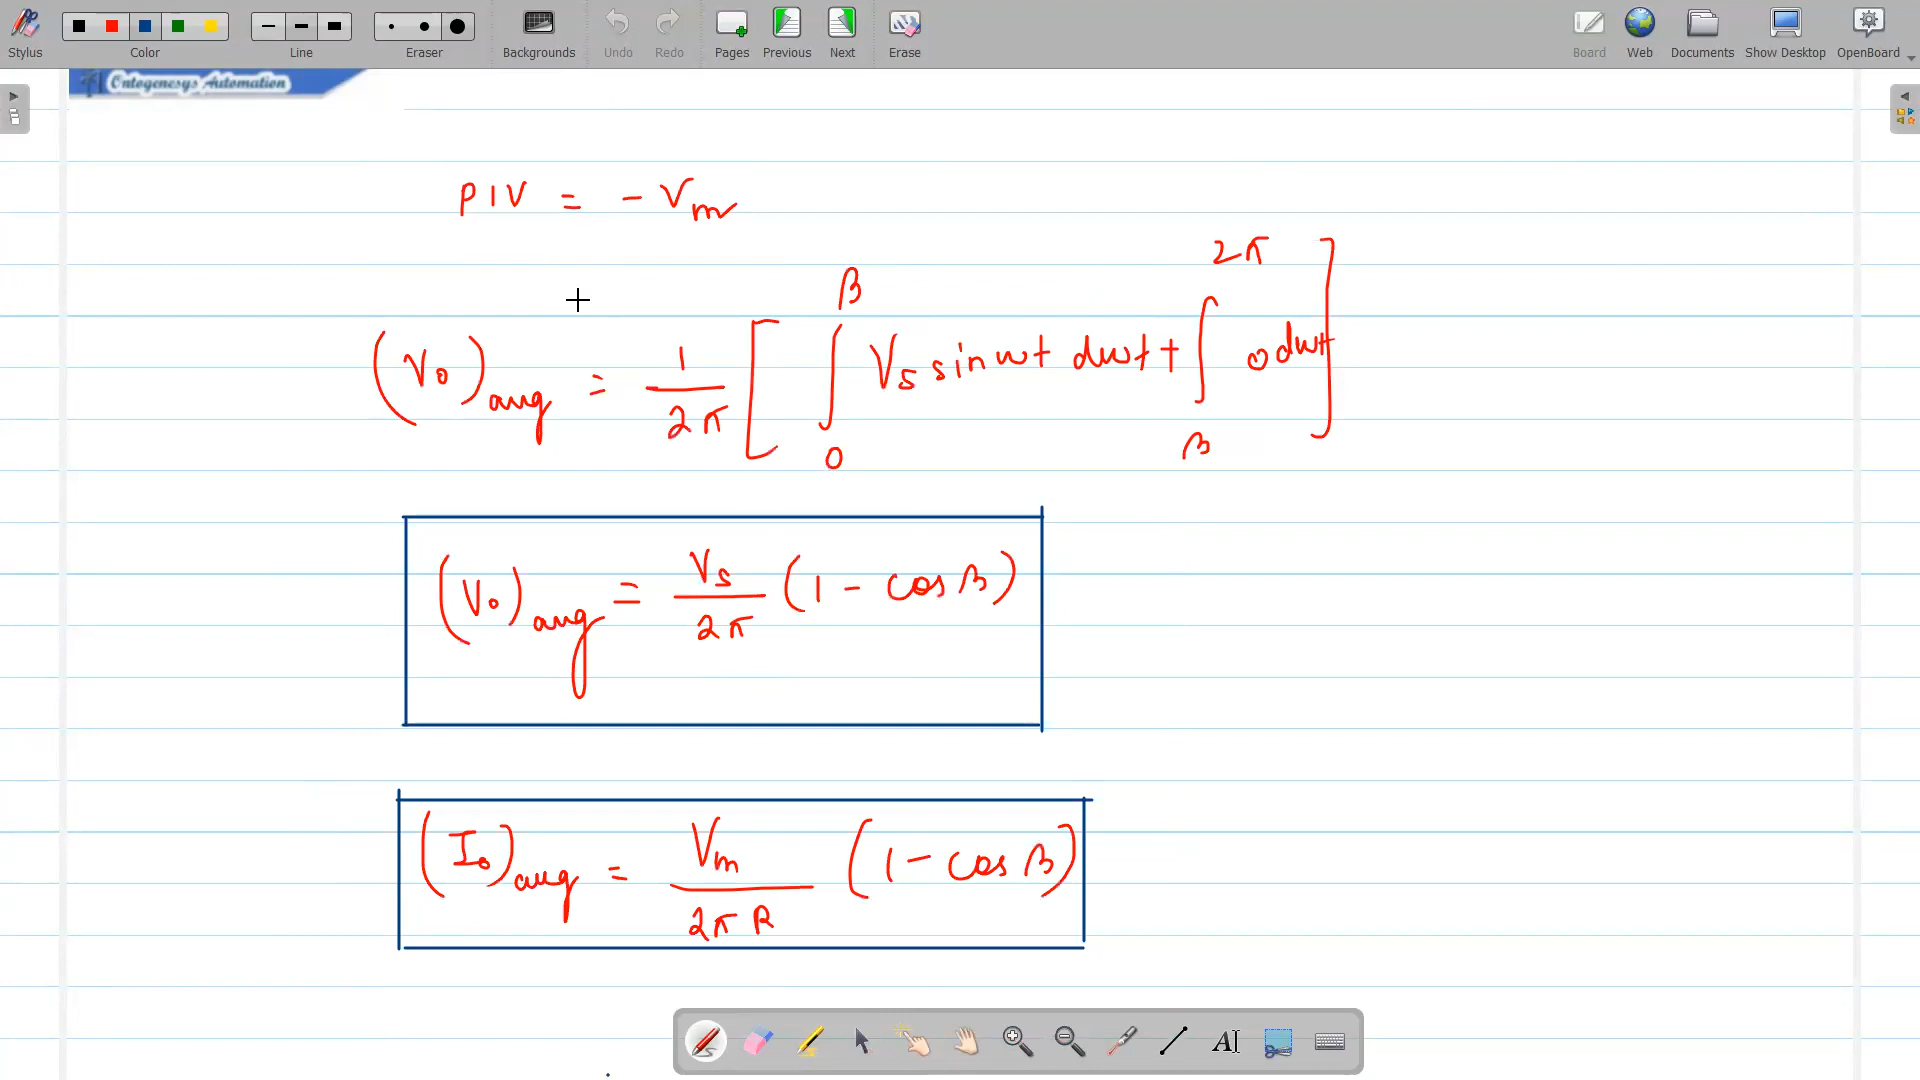 Stylus Color Line Eraser Backgrounds Undo Redo Pages Previous Next Erase Board Web Documents Show Desktop OpenBoard
Ontogenesys Automation
PIV = - Vm
(V₀)avg = 1/2π [ ∫₀^β Vs sin ωt dωt + ∫β^2π 0 dωt ]
(V₀)avg = Vs/2π (1 - cos β)
(I₀)avg = Vm/2πR (1 - cos β)
AI